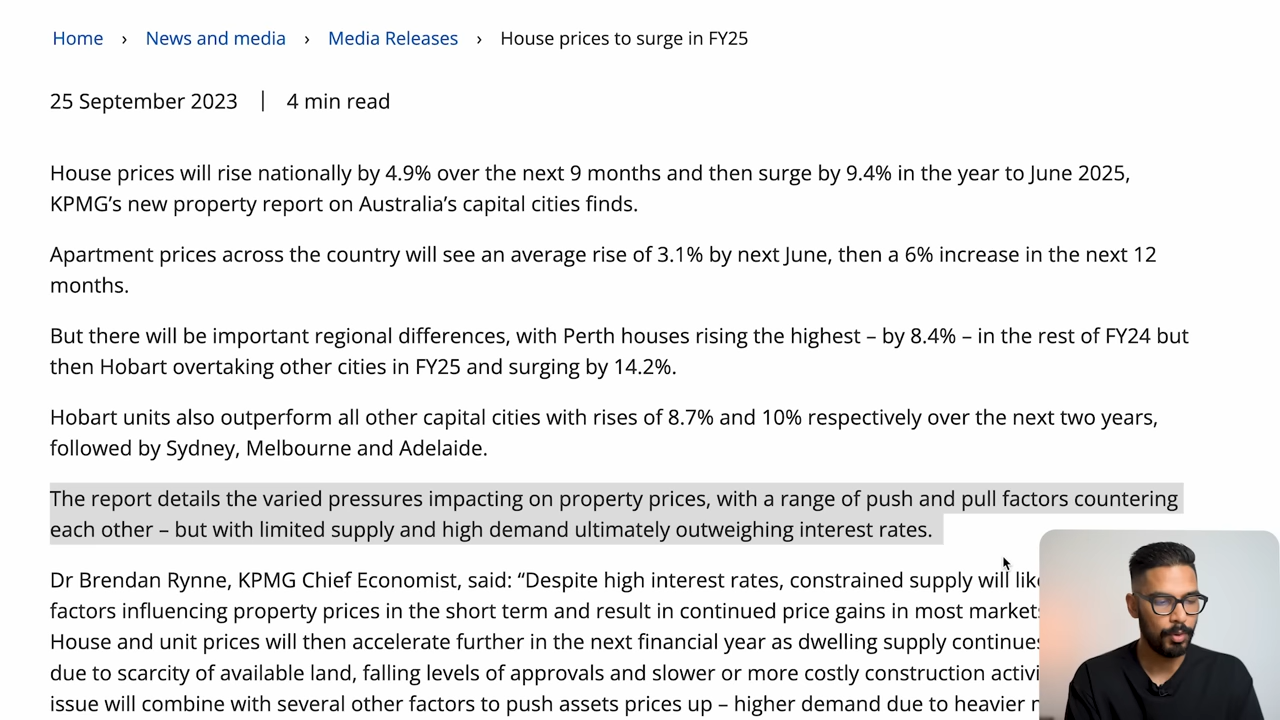 Home › News and media › Media Releases › House prices to surge in FY25
25 September 2023 | 4 min read
House prices will rise nationally by 4.9% over the next 9 months and then surge by 9.4% in the year to June 2025,
KPMG’s new property report on Australia’s capital cities finds.
Apartment prices across the country will see an average rise of 3.1% by next June, then a 6% increase in the next 12
months.
But there will be important regional differences, with Perth houses rising the highest – by 8.4% – in the rest of FY24 but
then Hobart overtaking other cities in FY25 and surging by 14.2%.
Hobart units also outperform all other capital cities with rises of 8.7% and 10% respectively over the next two years,
followed by Sydney, Melbourne and Adelaide.
The report details the varied pressures impacting on property prices, with a range of push and pull factors countering
each other – but with limited supply and high demand ultimately outweighing interest rates.
Dr Brendan Rynne, KPMG Chief Economist, said: “Despite high interest rates, constrained supply will
factors influencing property prices in the short term and result in continued price gains in most
House and unit prices will then accelerate further in the next financial year as dwelling supply
due to scarcity of available land, falling levels of approvals and slower or more costly construction
issue will combine with several other factors to push assets prices up – higher demand due to heavier